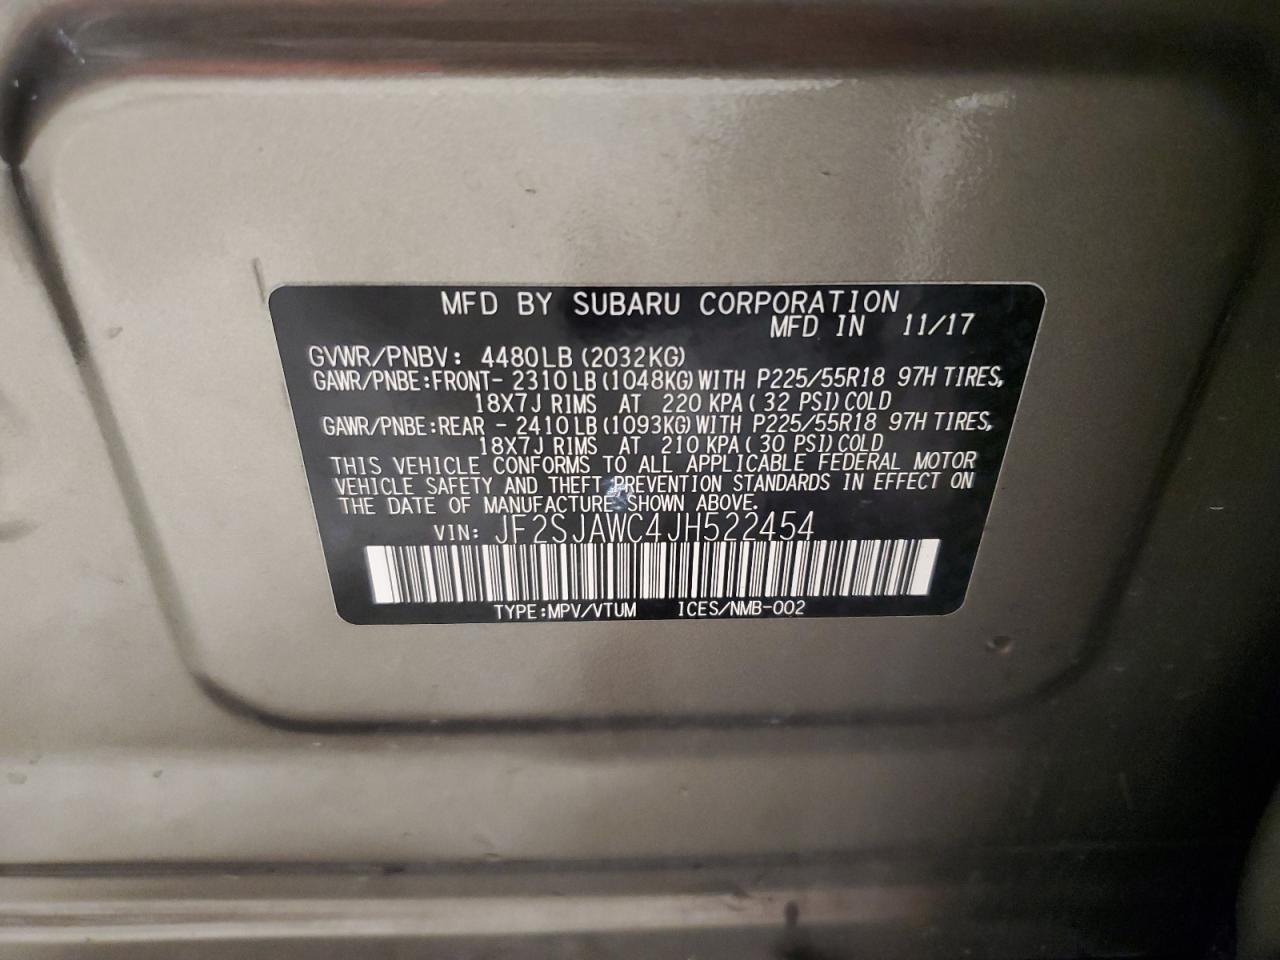 MFD BY SUBARU CORPORATION
MFD IN 11/17
GVWR/PNBV: 4480LB(2032KG)
GAWR/PNBE:FRONT- 2310LB(1048KG)WITH P225/55R18 97H TIRES,
18X7J RIMS AT 220 KPA(32 PSI)COLD
GAWR/PNBE:REAR - 2410LB(1093KG)WITH P225/55R18 97H TIRES,
18X7J RIMS AT 210 KPA(30 PSI)COLD
THIS VEHICLE CONFORMS TO ALL APPLICABLE FEDERAL MOTOR
VEHICLE SAFETY AND THEFT PREVENTION STANDARDS IN EFFECT ON
THE DATE OF MANUFACTURE SHOWN ABOVE.
VIN: JF2SJAWC4JH522454
TYPE:MPV/VTUM ICES/NMB-002